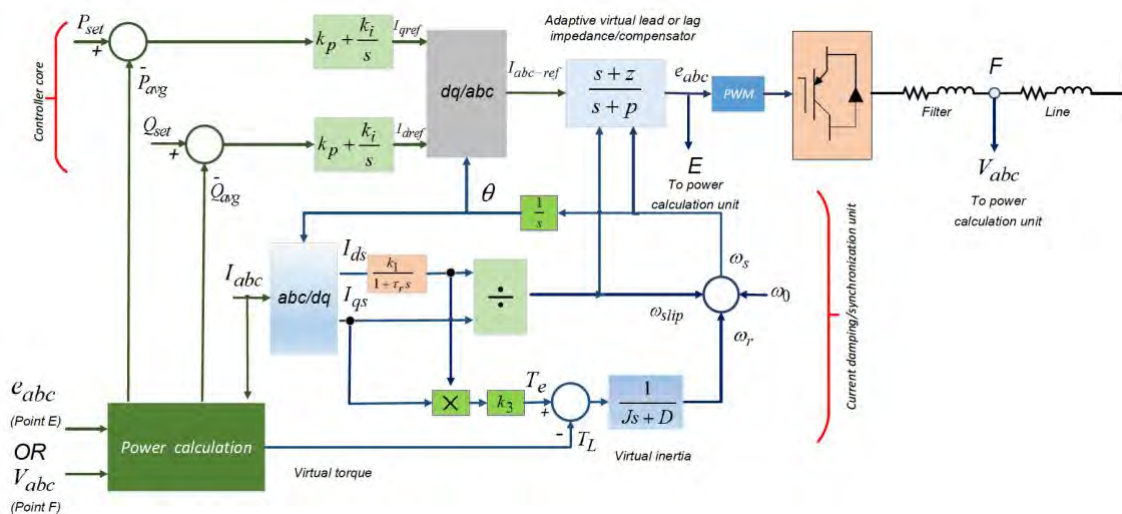 P_set
+
-
P_avg
Controller core
Q_set
+
-
Q_avg
k_p + k_i/s
I_qref
k_p + k_i/s
I_dref
dq/abc
I_abc-ref
Adaptive virtual lead or lag
impedance/compensator
s + z
s + p
e_abc
PWM
E
To power
calculation unit
Filter
F
Line
V_abc
To power
calculation unit
θ
1/s
I_abc
abc/dq
I_ds
k_1
1 + τ_r s
I_qs
÷
ω_slip
ω_s
ω_0
ω_r
Current damping/synchronization unit
×
k_3
T_e
+
-
T_L
1
Js + D
Virtual inertia
Virtual torque
e_abc
(Point E)
OR
V_abc
(Point F)
Power calculation